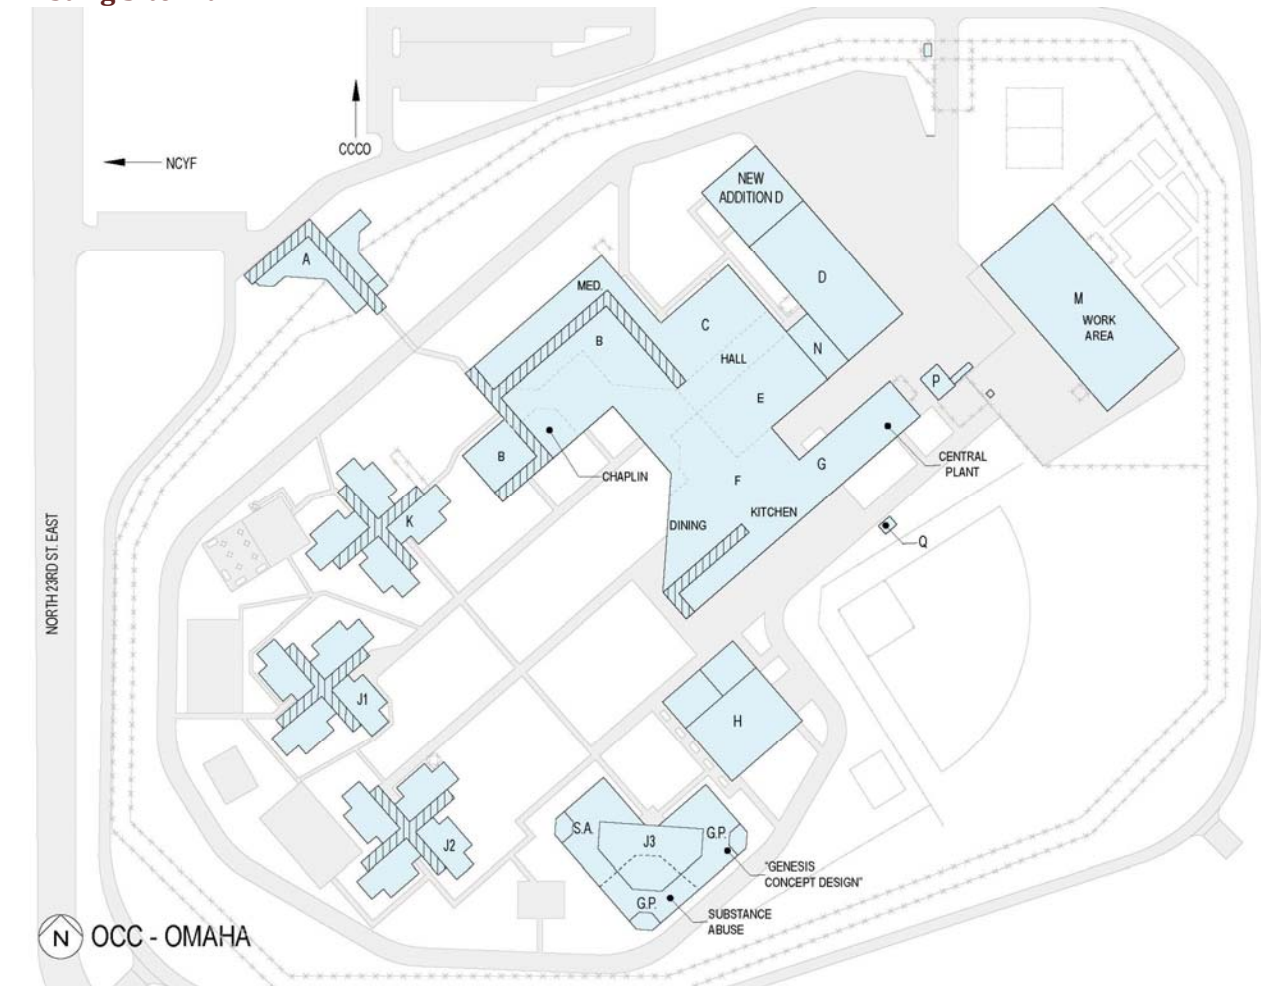 CCCO
NCYF
NEW
ADDITION D
A
D
MED.
M
WORK
AREA
C
B
HALL
N
P
E
CENTRAL
PLANT
B
CHAPLIN
G
F
KITCHEN
DINING
K
Q
NORTH 23RD ST. EAST
J1
H
S.A.
J3
G.P.
J2
"GENESIS
CONCEPT DESIGN"
G.P.
SUBSTANCE
ABUSE
N
OCC - OMAHA